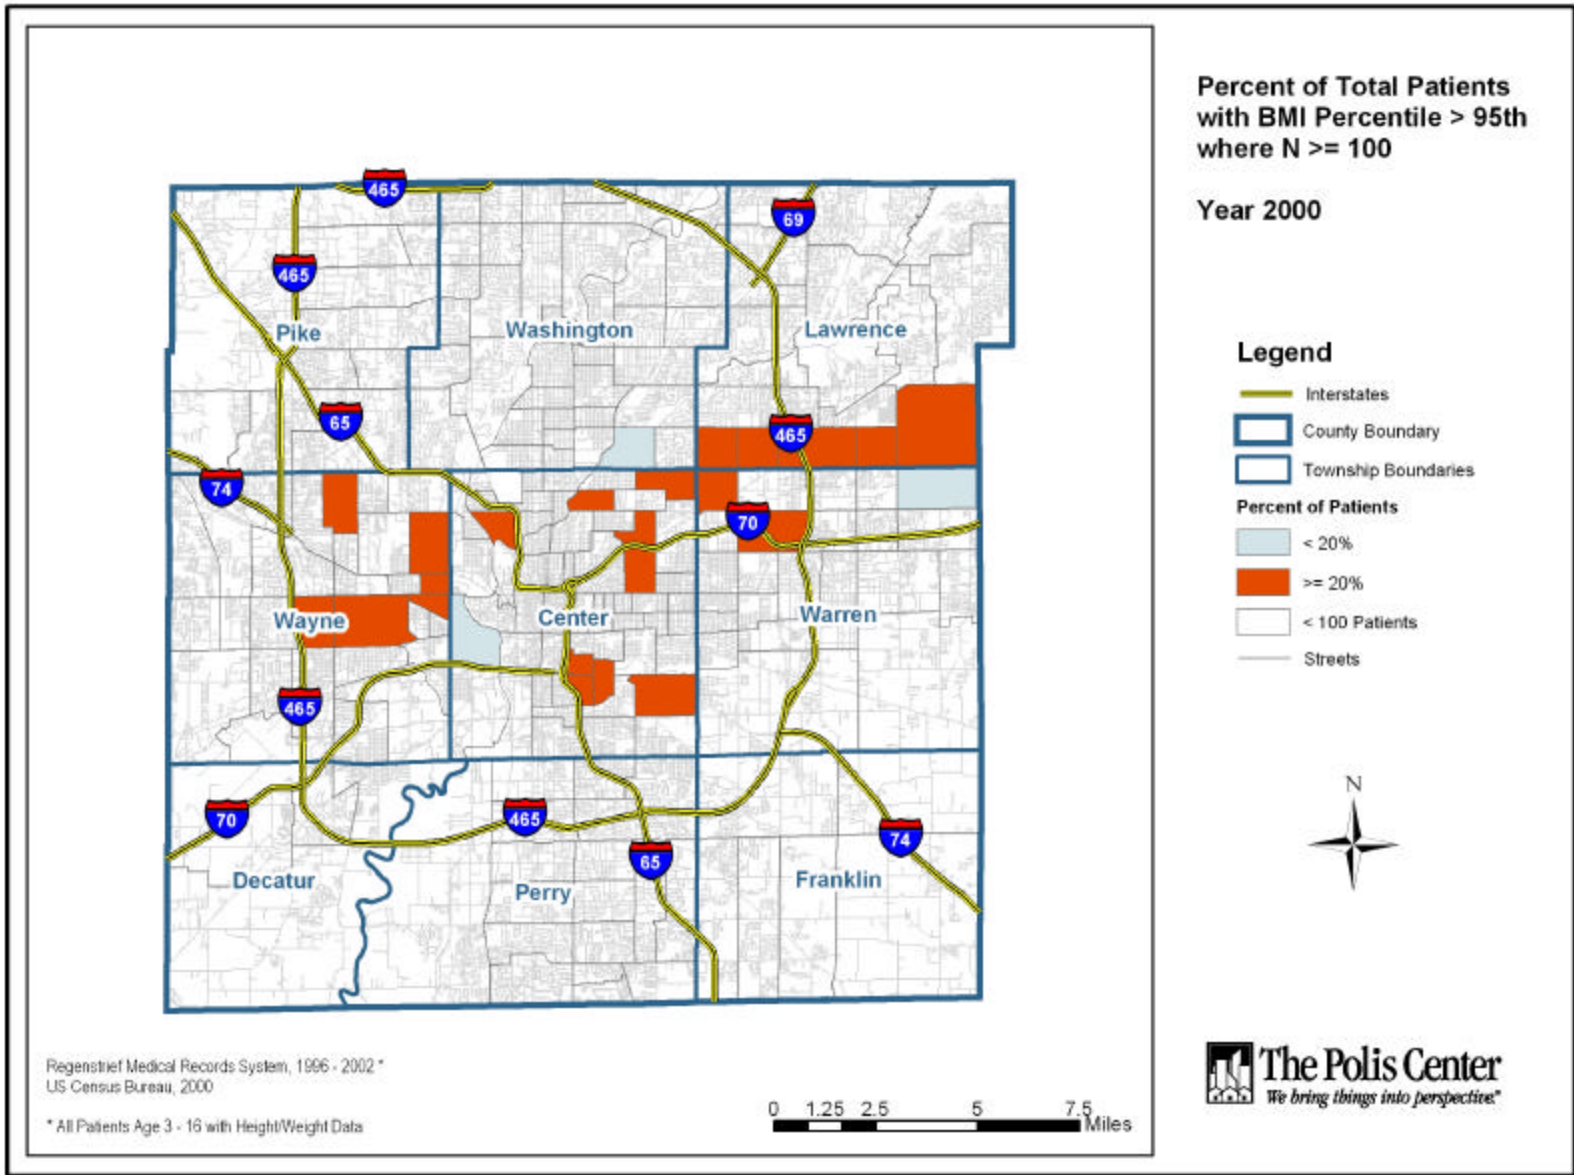 Percent of Total Patients
with BMI Percentile > 95th
where N >= 100
Year 2000
465
69
465
Pike
Washington
Lawrence
65
465
74
70
Wayne
Center
Warren
465
70
465
74
65
Decatur
Perry
Franklin
Legend
Interstates
County Boundary
Township Boundaries
Percent of Patients
< 20%
>= 20%
< 100 Patients
Streets
N
Regenstrief Medical Records System, 1996 - 2002 *
US Census Bureau, 2000
* All Patients Age 3 - 16 with Height/Weight Data
0 1.25 2.5 5 7.5
Miles
The Polis Center
We bring things into perspective.®